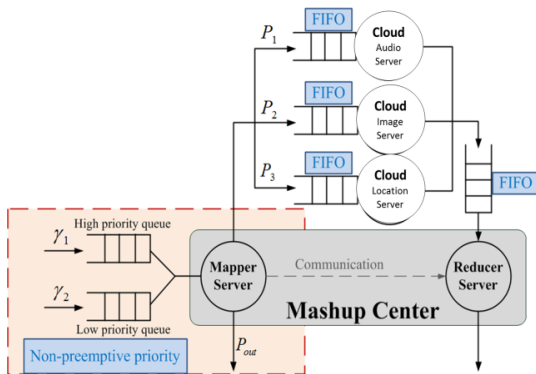 FIFO
P1
Cloud
Audio
Server
FIFO
P2
Cloud
Image
Server
FIFO
P3
Cloud
Location
Server
FIFO
High priority queue
γ1
Mapper
Server
Communication
Reducer
Server
γ2
Low priority queue
Mashup Center
Non-preemptive priority
Pout